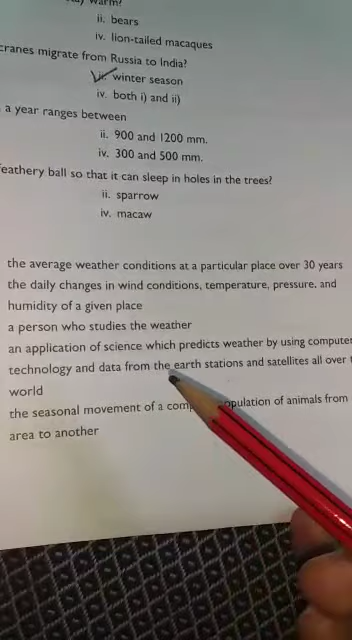 warm?
ii. bears
iv. lion-tailed macaques
cranes migrate from Russia to India?
ii. winter season
iv. both i) and ii)
a year ranges between
ii. 900 and 1200 mm.
iv. 300 and 500 mm.
feathery ball so that it can sleep in holes in the trees?
ii. sparrow
iv. macaw
the average weather conditions at a particular place over 30 years
the daily changes in wind conditions, temperature, pressure, and
humidity of a given place
a person who studies the weather
an application of science which predicts weather by using computer
technology and data from the earth stations and satellites all over
world
the seasonal movement of a population of animals from
area to another